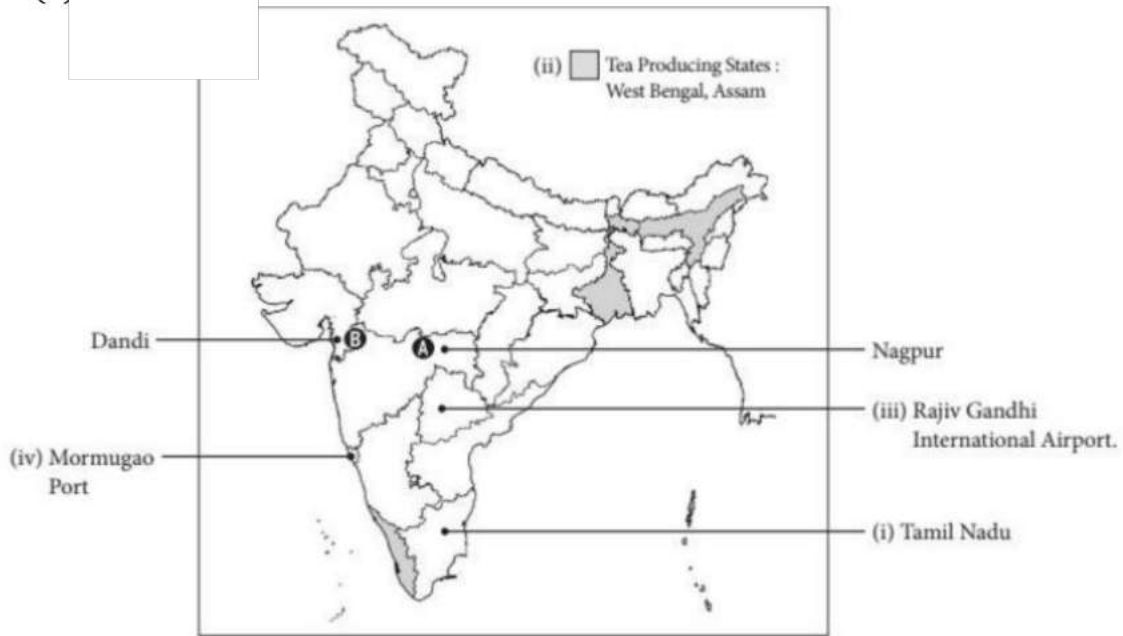 (ii) Tea Producing States :
West Bengal, Assam
Dandi
B
A
Nagpur
(iii) Rajiv Gandhi
International Airport.
(iv) Mormugao
Port
(i) Tamil Nadu